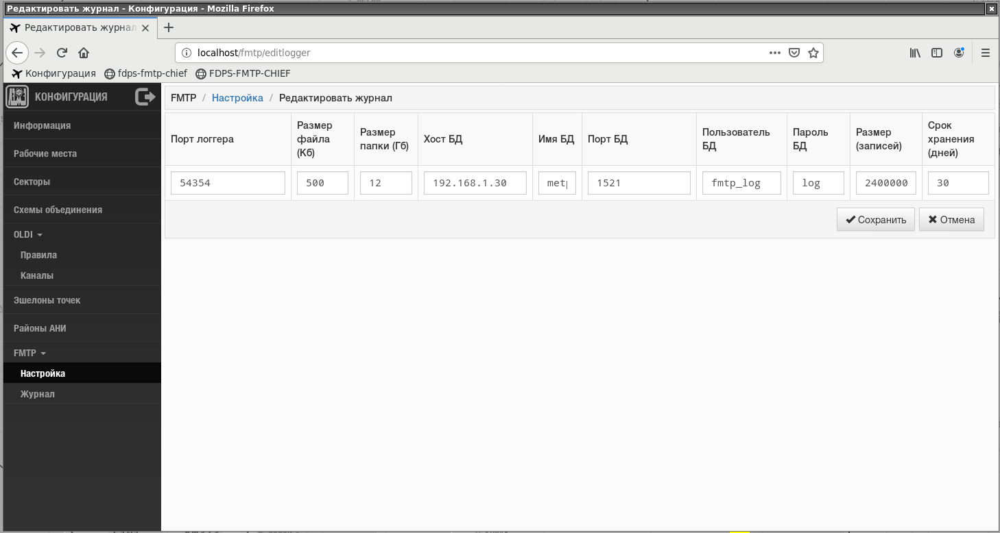 Редактировать журнал - Конфигурация - Mozilla Firefox
Редактировать журнал
localhost/fmtp/editlogger
Конфигурация fdps-fmtp-chief FDPS-FMTP-CHIEF
КОНФИГУРАЦИЯ
Информация
Рабочие места
Секторы
Схемы объединения
OLDI
Правила
Каналы
Эшелоны точек
Районы АНИ
FMTP
Настройка
Журнал
FMTP / Настройка / Редактировать журнал
Порт логгера
Размер
файла
(Кб)
Размер
папки (Гб)
Хост БД
Имя БД
Порт БД
Пользователь
БД
Пароль
БД
Размер
(записей)
Срок
хранения
(дней)
54354 500 12 192.168.1.30 1521 fmtp_log log 2400000 30
Сохранить Отмена